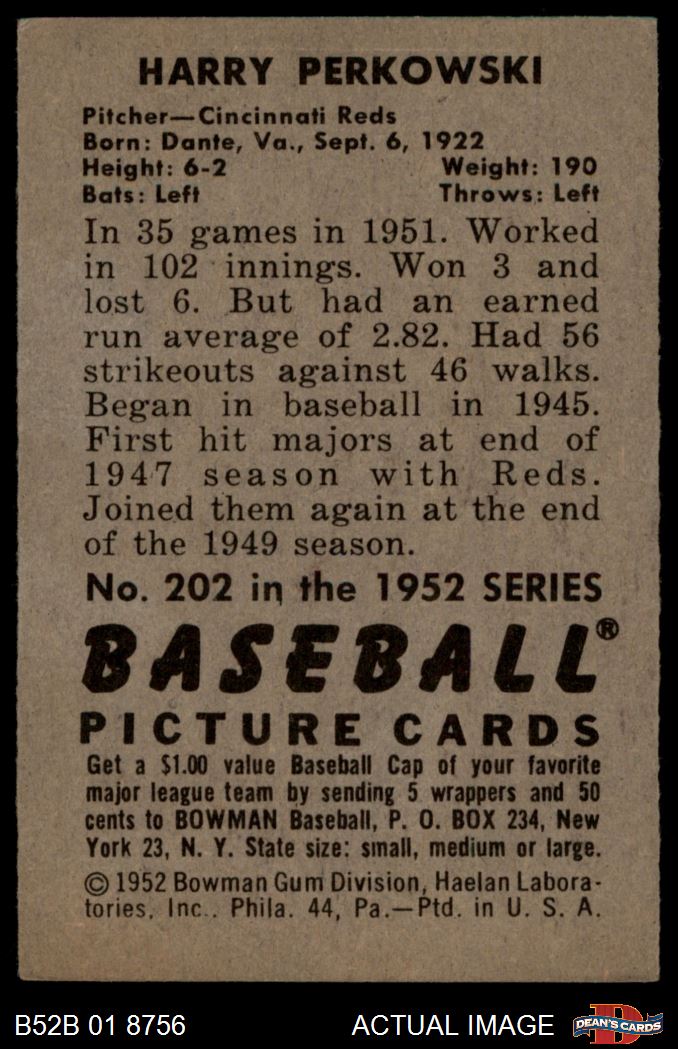 HARRY PERKOWSKI
Pitcher—Cincinnati Reds
Born: Dante, Va., Sept. 6, 1922
Height: 6-2 Weight: 190
Bats: Left Throws: Left
In 35 games in 1951. Worked
in 102 innings. Won 3 and
lost 6. But had an earned
run average of 2.82. Had 56
strikeouts against 46 walks.
Began in baseball in 1945.
First hit majors at end of
1947 season with Reds.
Joined them again at the end
of the 1949 season.
No. 202 in the 1952 SERIES
BASEBALL®
PICTURE CARDS
Get a $1.00 value Baseball Cap of your favorite
major league team by sending 5 wrappers and 50
cents to BOWMAN Baseball, P. O. BOX 234, New
York 23, N. Y. State size: small, medium or large.
© 1952 Bowman Gum Division, Haelan Labora-
tories, Inc., Phila. 44, Pa.—Ptd. in U. S. A.
B52B 01 8756 ACTUAL IMAGE D DEAN'S CARDS